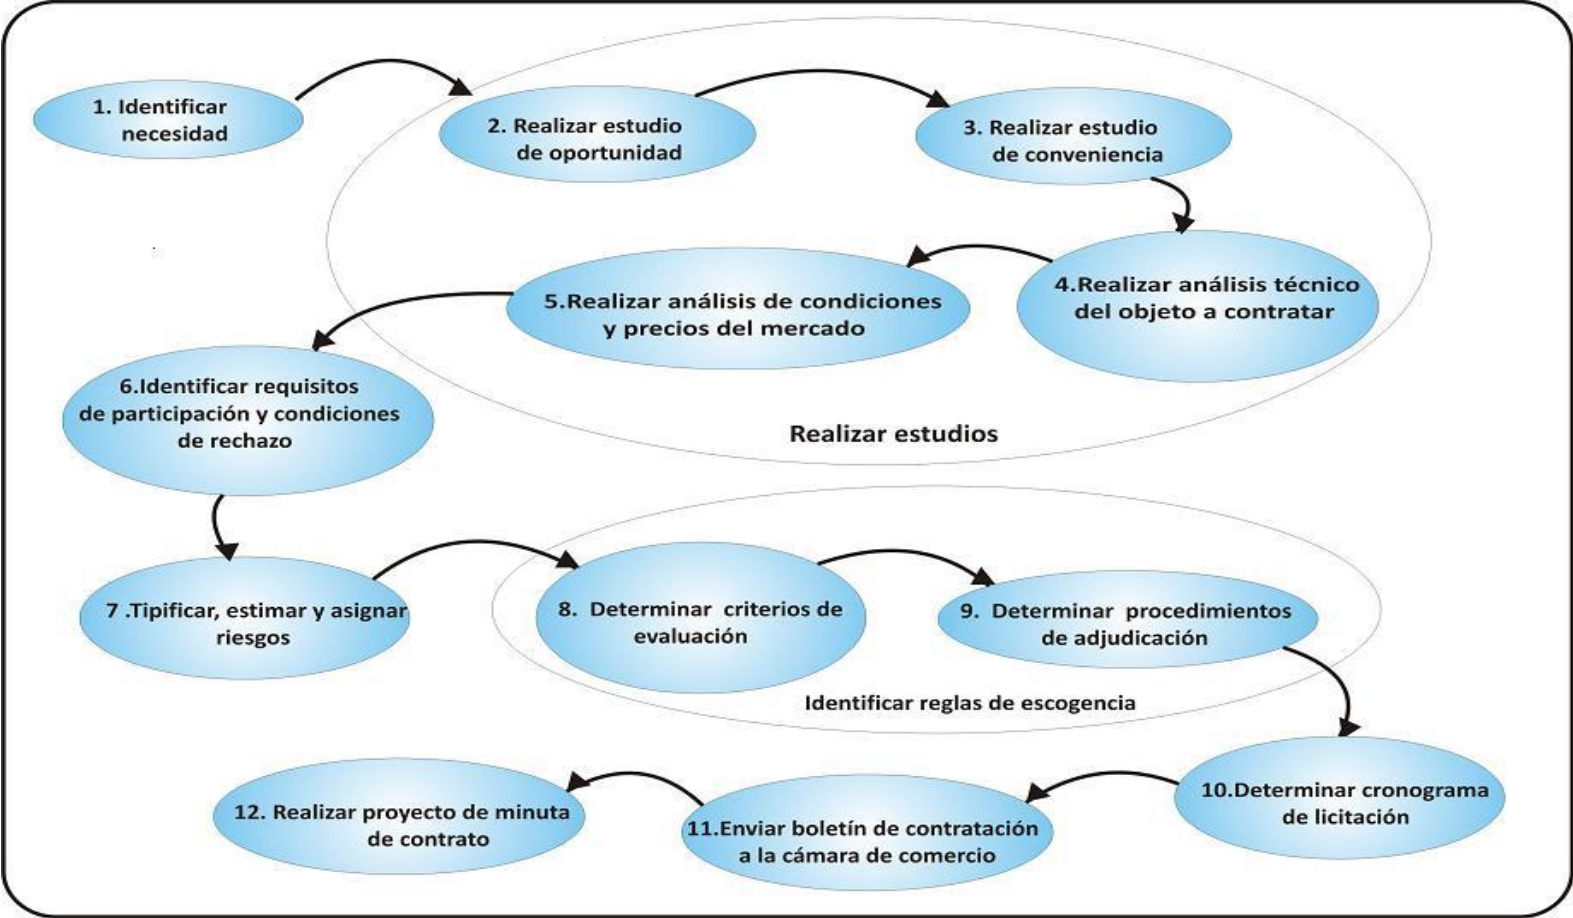 1. Identificar
necesidad
2. Realizar estudio
de oportunidad
3. Realizar estudio
de conveniencia
4.Realizar análisis técnico
del objeto a contratar
5.Realizar análisis de condiciones
y precios del mercado
6.Identificar requisitos
de participación y condiciones
de rechazo
Realizar estudios
7 .Tipificar, estimar y asignar
riesgos
8. Determinar criterios de
evaluación
9. Determinar procedimientos
de adjudicación
Identificar reglas de escogencia
10.Determinar cronograma
de licitación
11.Enviar boletín de contratación
a la cámara de comercio
12. Realizar proyecto de minuta
de contrato